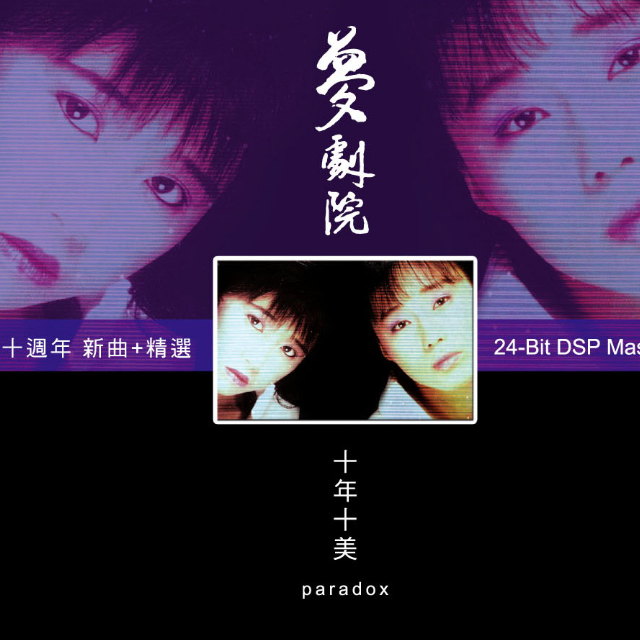 夢劇院
十週年 新曲+精選
24-Bit DSP Mas
十年十美
paradox